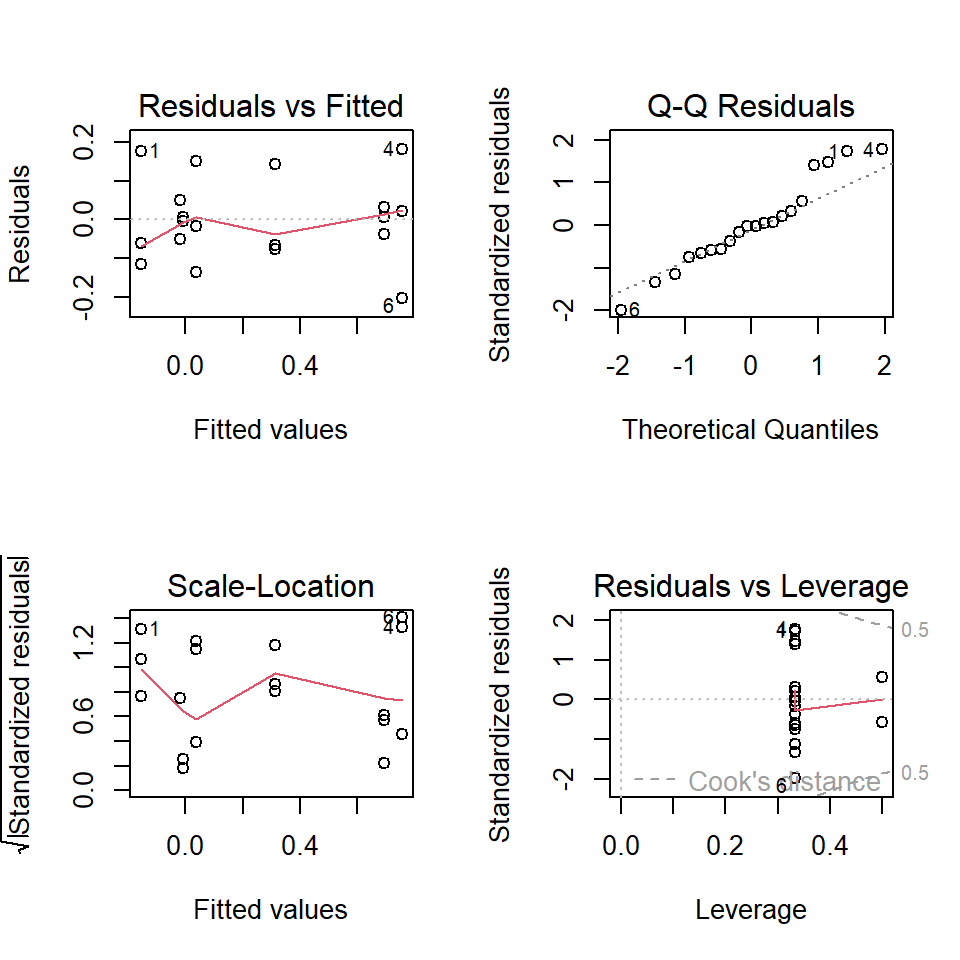 Residuals vs Fitted
Residuals
-0.2 0.0 0.2
1
4
6
0.0 0.4
Fitted values
Q-Q Residuals
Standardized residuals
-2 0 1 2
1 4
6
-2 -1 0 1 2
Theoretical Quantiles
Scale-Location
√|Standardized residuals|
0.0 0.6 1.2
1
6
4
0.0 0.4
Fitted values
Residuals vs Leverage
Standardized residuals
-2 0 1 2
4
6
0.5
0.5
Cook's distance
0.0 0.2 0.4
Leverage